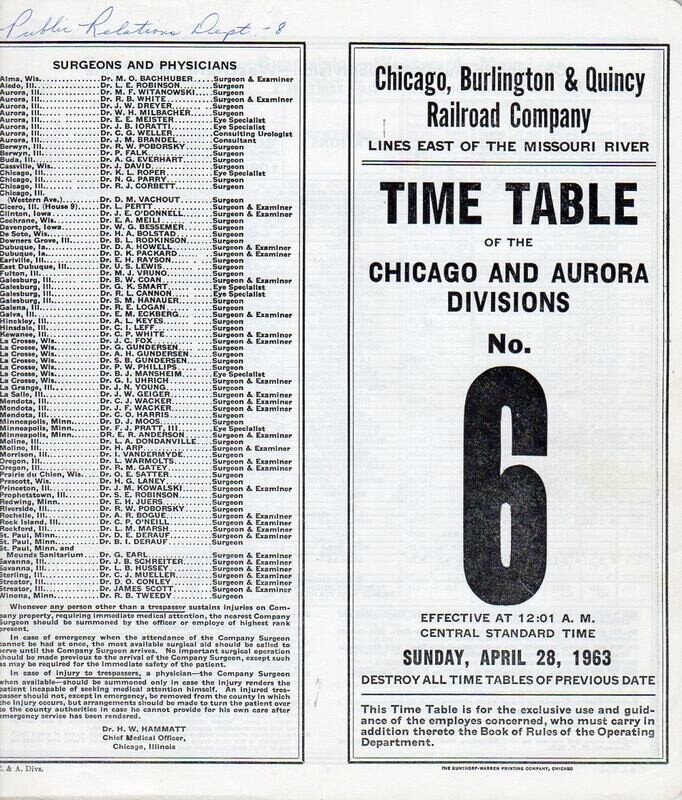 Public Relations Dept. - 8
SURGEONS AND PHYSICIANS
Alma, Wis. Dr. M. O. BACHHUBER Surgeon & Examiner
Aledo, Ill. Dr. L. E. ROBINSON Surgeon
Aurora, Ill. Dr. M. F. WITANOWSKI Surgeon
Aurora, Ill. Dr. R. B. WHITE Surgeon & Examiner
Aurora, Ill. Dr. J. W. DREYER Surgeon
Aurora, Ill. Dr. W. H. MILBACHER Surgeon
Aurora, Ill. Dr. E. E. MEISTER Eye Specialist
Aurora, Ill. Dr. J. B. IORATTI Eye Specialist
Aurora, Ill. Dr. C. G. WELLER Consulting Urologist
Aurora, Ill. Dr. J. M. BRANDEL Consultant
Berwyn, Ill. Dr. R. W. POBORSKY Surgeon
Berwyn, Ill. Dr. P. FALK Surgeon
Buda, Ill. Dr. A. G. EVERHART Surgeon
Cassville, Wis. Dr. J. DAVID Surgeon
Chicago, Ill. Dr. K. L. ROPER Eye Specialist
Chicago, Ill. Dr. N. G. PARRY Surgeon
Chicago, Ill. Dr. R. J. CORBETT Surgeon
Chicago, Ill.
(Western Ave.) Dr. D. M. VACHOUT Surgeon
Cicero, Ill. (House 9) Dr. L. PERTT Surgeon & Examiner
Clinton, Iowa Dr. J. E. O'DONNELL Surgeon & Examiner
Cochrane, Wis. Dr. E. A. MEILI Surgeon
Davenport, Iowa Dr. W. G. BESSEMER Surgeon
De Soto, Wis. Dr. H. A. BOLSTAD Surgeon
Downers Grove, Ill. Dr. B. L. RODKINSON Surgeon
Dubuque, Ia. Dr. D. A. HOWELL Surgeon & Examiner
Dubuque, Ia. Dr. D. K. PACKARD Surgeon & Examiner
Earlville, Ill. Dr. E. H. RAYSON Surgeon
East Dubuque, Ill. Dr. U. S. LEWIS Surgeon
Fulton, Ill. Dr. M. J. VRUNO Surgeon
Galesburg, Ill. Dr. B. W. COAN Surgeon & Examiner
Galesburg, Ill. Dr. G. K. SMART Eye Specialist
Galesburg, Ill. Dr. R. L. CANNON Eye Specialist
Galesburg, Ill. Dr. S. M. HANAUER Surgeon
Galena, Ill. Dr. R. E. LOGAN Surgeon
Galva, Ill. Dr. E. M. ECKBERG Surgeon & Examiner
Hinckley, Ill. Dr. A. L. KEYES Surgeon
Hinsdale, Ill. Dr. C. I. LEFF Surgeon
Kewanee, Ill. Dr. C. P. WHITE Surgeon & Examiner
La Crosse, Wis. Dr. J. C. FOX Surgeon & Examiner
La Crosse, Wis. Dr. G. GUNDERSEN Surgeon
La Crosse, Wis. Dr. A. H. GUNDERSEN Surgeon
La Crosse, Wis. Dr. S. B. GUNDERSEN Surgeon
La Crosse, Wis. Dr. P. W. PHILLIPS Surgeon
La Crosse, Wis. Dr. B. J. MANSHEIM Eye Specialist
La Crosse, Wis. Dr. G. I. UHRICH Surgeon & Examiner
La Grange, Ill. Dr. J. N. YOUNG Surgeon
La Salle, Ill. Dr. J. W. GEIGER Surgeon & Examiner
Mendota, Ill. Dr. C. J. WACKER Surgeon & Examiner
Mendota, Ill. Dr. J. F. WACKER Surgeon & Examiner
Mendota, Ill. Dr. C. O. HARRIS Surgeon
Minneapolis, Minn. Dr. D. J. MOOS Surgeon
Minneapolis, Minn. Dr. F. J. PRATT, III Eye Specialist
Minneapolis, Minn. DR. E. R. ANDERSON Surgeon & Examiner
Moline, Ill. Dr. L. A. DONDANVILLE Surgeon
Moline, Ill. Dr. H. ARP Surgeon & Examiner
Morrison, Ill. Dr. I. VANDERMYDE Surgeon
Oregon, Ill. Dr. L. WARMOLTS Surgeon & Examiner
Oregon, Ill. Dr. R. M. GATEY Surgeon & Examiner
Prairie du Chien, Wis. Dr. O. E. SATTER Surgeon
Prescott, Wis. Dr. H. G. LANEY Surgeon
Princeton, Ill. Dr. J. M. KOWALSKI Surgeon & Examiner
Prophetstown, Ill. Dr. S. E. ROBINSON Surgeon
Redwing, Minn. Dr. E. H. JUERS Surgeon
Riverside, Ill. Dr. R. W. POBORSKY Surgeon
Rochelle, Ill. Dr. A. R. BOGUE Surgeon & Examiner
Rock Island, Ill. Dr. C. P. O'NEILL Surgeon & Examiner
Rockford, Ill. Dr. L. M. MARSH Surgeon & Examiner
St. Paul, Minn. Dr. D. E. DERAUF Surgeon & Examiner
St. Paul, Minn. Dr. B. I. DERAUF Surgeon
St. Paul, Minn. and
Mounds Sanitarium Dr. G. EARL Surgeon & Examiner
Savanna, Ill. Dr. J. B. SCHREITER Surgeon & Examiner
Savanna, Ill. Dr. L. B. HUSSEY Surgeon & Examiner
Sterling, Ill. Dr. C. J. MUELLER Surgeon & Examiner
Streator, Ill. Dr. D. O. CONLEY Surgeon & Examiner
Streator, Ill. Dr. JAMES SCOTT Surgeon & Examiner
Winona, Minn. Dr. R. B. TWEEDY Surgeon
Whenever any person other than a trespasser sustains injuries on Com-
pany property, requiring immediate medical attention, the nearest Company
Surgeon should be summoned by the officer or employe of highest rank
present.
In case of emergency when the attendance of the Company Surgeon
cannot be had at once, the most available surgical aid should be called to
serve until the Company Surgeon arrives. No important surgical operation
should be made previous to the arrival of the Company Surgeon, except such
as may be required for the immediate safety of the patient.
In case of injury to trespassers, a physician—the Company Surgeon
when available—should be summoned only in case the injury renders the
patient incapable of seeking medical attention himself. An injured tres-
passer should not, except in emergency, be removed from the county in which
the injury occurs, but arrangements should be made to turn the patient over
to the county authorities in case he cannot provide for his own care after
emergency service has been rendered.
Dr. H. W. HAMMATT
Chief Medical Officer,
Chicago, Illinois
C. & A. Divs.
Chicago, Burlington & Quincy
Railroad Company
LINES EAST OF THE MISSOURI RIVER
TIME TABLE
OF THE
CHICAGO AND AURORA
DIVISIONS
No.
6
EFFECTIVE AT 12:01 A. M.
CENTRAL STANDARD TIME
SUNDAY, APRIL 28, 1963
DESTROY ALL TIME TABLES OF PREVIOUS DATE
This Time Table is for the exclusive use and guid-
ance of the employes concerned, who must carry in
addition thereto the Book of Rules of the Operating
Department.
THE GUNTHORP-WARREN PRINTING COMPANY, CHICAGO